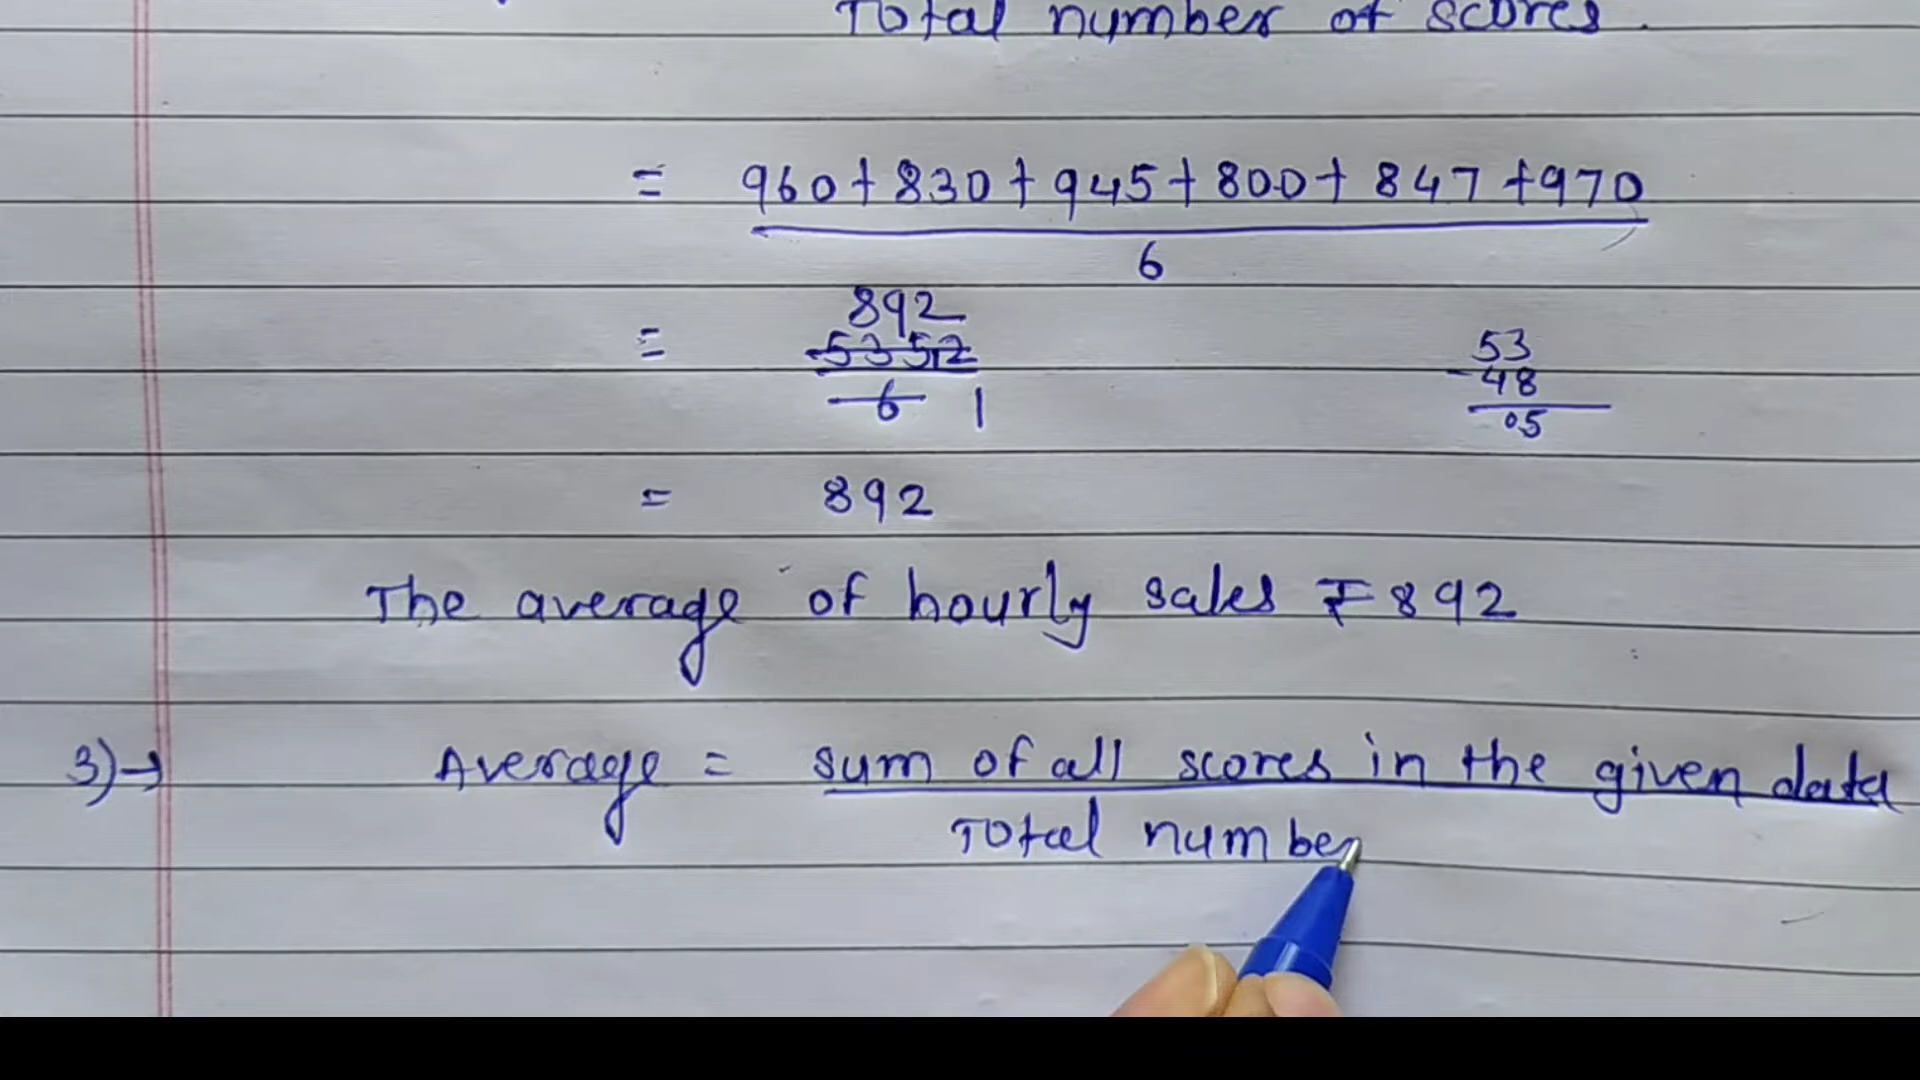 Total number of scores.
= 960 + 830 + 945 + 800 + 847 + 970
6
892
= 5352
6 1
53
- 48
05
= 892
The average of hourly sales ₹ 892
3)→ Average = sum of all scores in the given data
Total number